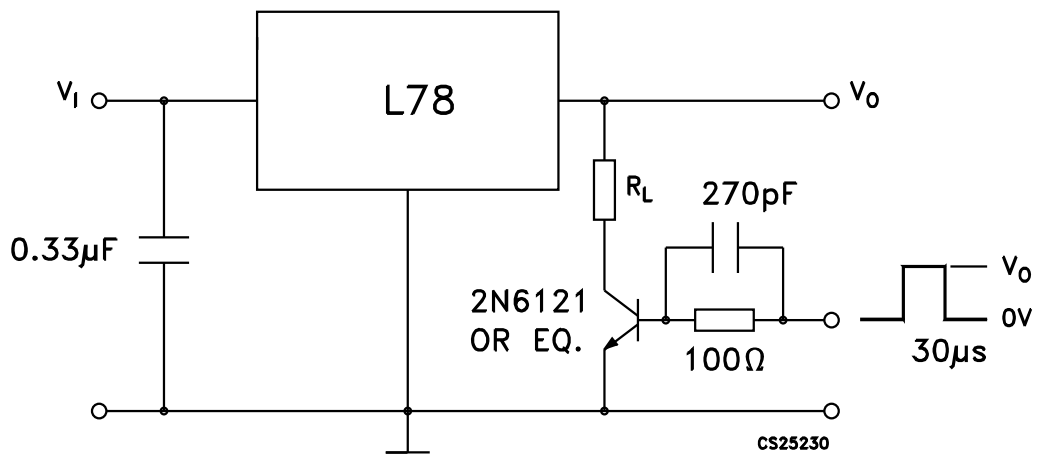 V_I
L78
V_O
R_L
270pF
0.33µF
2N6121
OR EQ.
100Ω
V_O
0V
30µs
CS25230